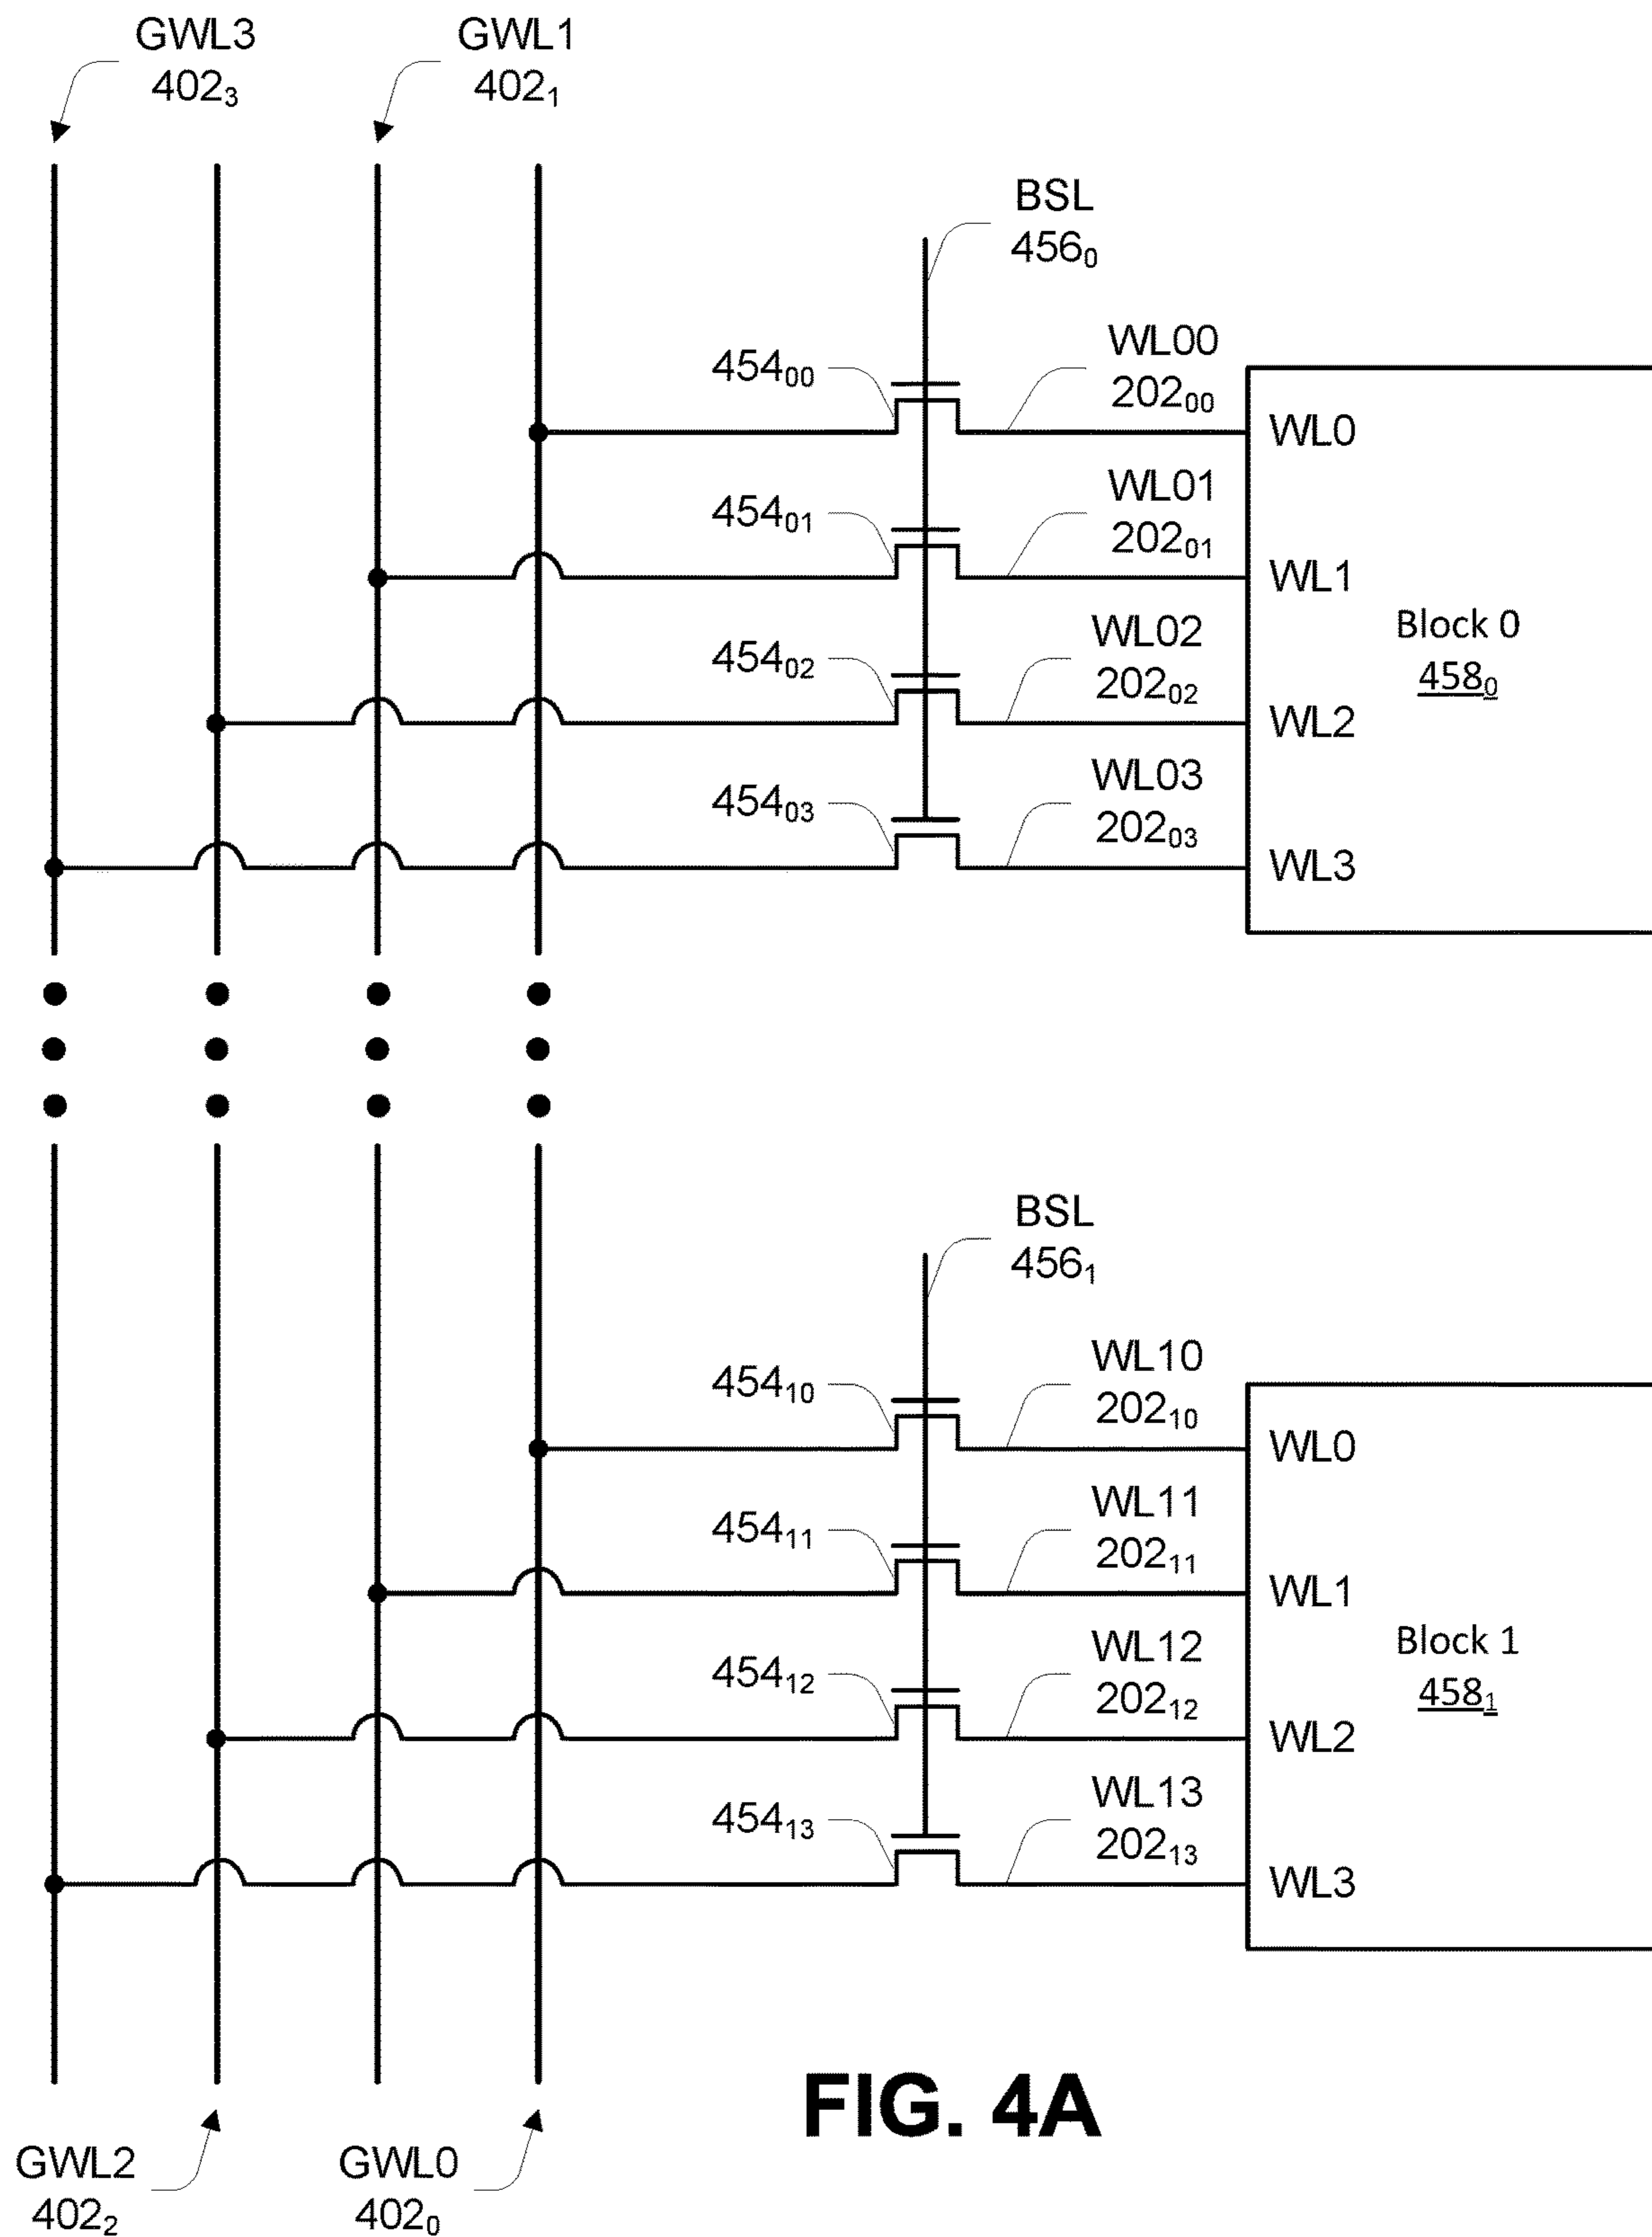 GWL3
402₃
GWL1
402₁
BSL
456₀
454₀₀
WL00
202₀₀
WL0
454₀₁
WL01
202₀₁
WL1
Block 0
458₀
454₀₂
WL02
202₀₂
WL2
454₀₃
WL03
202₀₃
WL3
BSL
456₁
454₁₀
WL10
202₁₀
WL0
454₁₁
WL11
202₁₁
WL1
Block 1
458₁
454₁₂
WL12
202₁₂
WL2
454₁₃
WL13
202₁₃
WL3
FIG. 4A
GWL2
402₂
GWL0
402₀